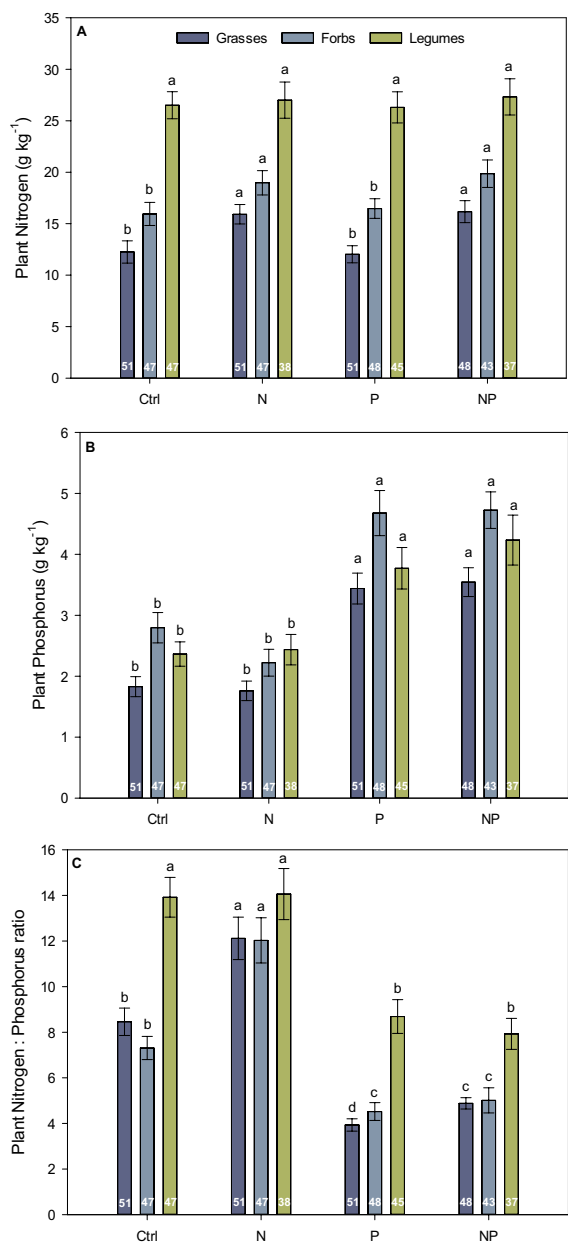 A
Grasses Forbs Legumes
Plant Nitrogen (g kg⁻¹)
35
30
25
20
15
10
5
0
b b a a a a b b a a a a
51 47 47 51 47 38 51 48 45 48 43 37
Ctrl N P NP
B
Plant Phosphorus (g kg⁻¹)
6
5
4
3
2
1
0
b b b b b b a a a a a a
51 47 47 51 47 38 51 48 45 48 43 37
Ctrl N P NP
C
Plant Nitrogen : Phosphorus ratio
16
14
12
10
8
6
4
2
0
b b a a a a d c b c c b
51 47 47 51 47 38 51 48 45 48 43 37
Ctrl N P NP